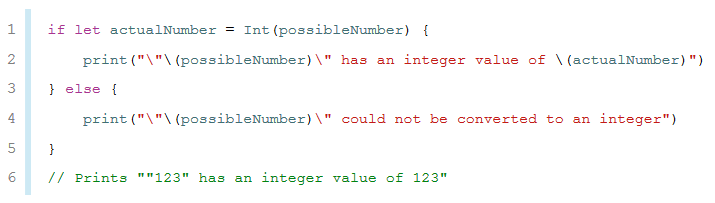 1 if let actualNumber = Int(possibleNumber) {
2     print("\"\(possibleNumber)\" has an integer value of \(actualNumber)")
3 } else {
4     print("\"\(possibleNumber)\" could not be converted to an integer")
5 }
6 // Prints ""123" has an integer value of 123"